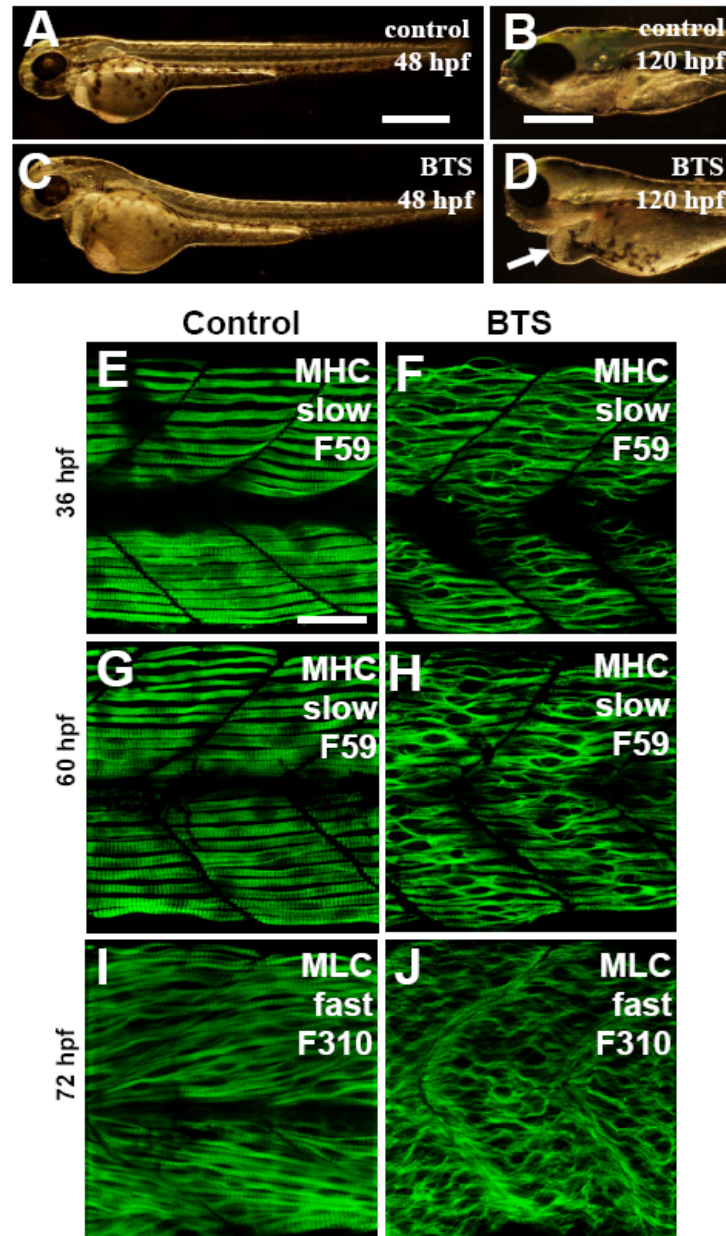 A
control
48 hpf
B
control
120 hpf
C
BTS
48 hpf
D
BTS
120 hpf
Control
BTS
36 hpf
E
MHC
slow
F59
F
MHC
slow
F59
60 hpf
G
MHC
slow
F59
H
MHC
slow
F59
72 hpf
I
MLC
fast
F310
J
MLC
fast
F310